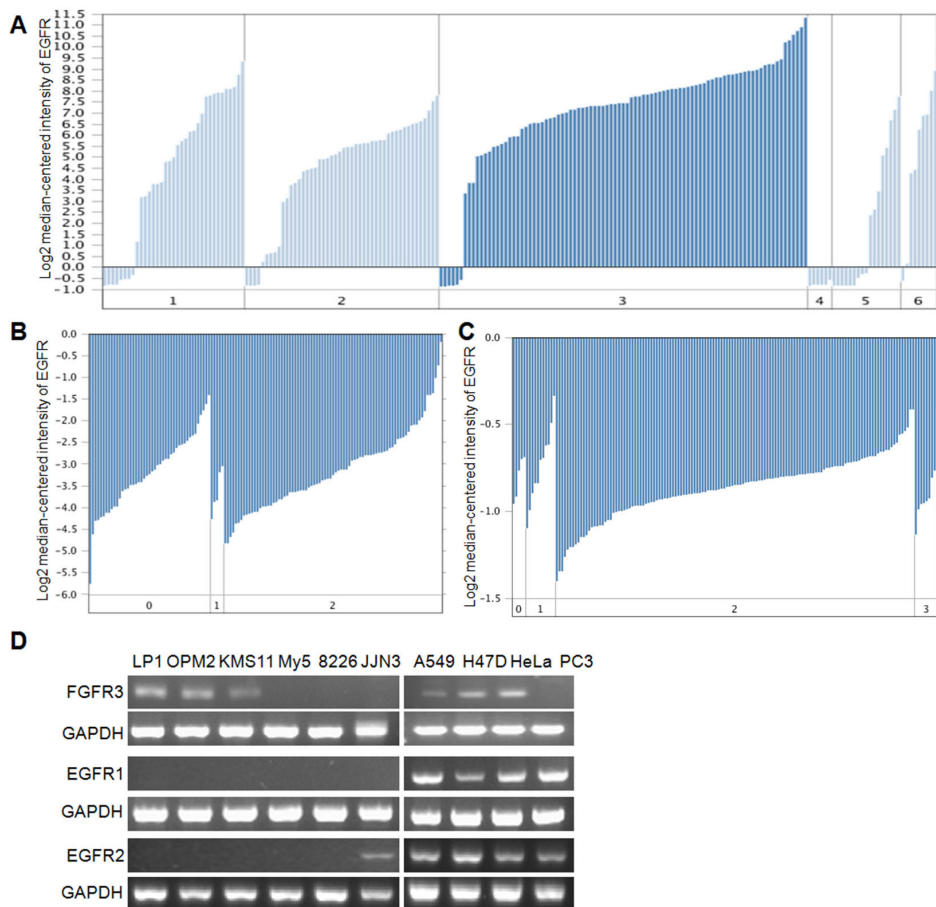 A
Log2 median-centered intensity of EGFR
11.5
11.0
10.5
10.0
9.5
9.0
8.5
8.0
7.5
7.0
6.5
6.0
5.5
5.0
4.5
4.0
3.5
3.0
2.5
2.0
1.5
1.0
0.5
0.0
-0.5
-1.0
1 2 3 4 5 6
B
Log2 median-centered intensity of EGFR
0.0
-0.5
-1.0
-1.5
-2.0
-2.5
-3.0
-3.5
-4.0
-4.5
-5.0
-5.5
-6.0
0 1 2
C
Log2 median-centered intensity of EGFR
0.0
-0.5
-1.0
-1.5
0 1 2 3
D
LP1 OPM2 KMS11 My5 8226 JJN3 A549 H47D HeLa PC3
FGFR3
GAPDH
EGFR1
GAPDH
EGFR2
GAPDH